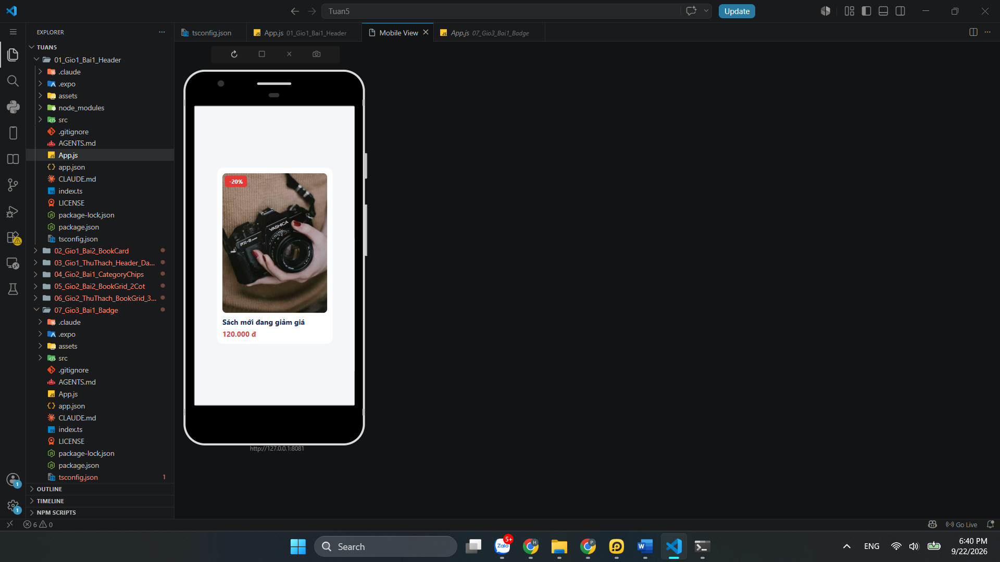 Tuan5
Update
EXPLORER
tsconfig.json
App.js 01_Gio1_Bai1_Header
Mobile View
App.js 07_Gio3_Bai1_Badge
TUAN5
01_Gio1_Bai1_Header
.claude
.expo
assets
node_modules
src
.gitignore
AGENTS.md
App.js
app.json
CLAUDE.md
index.ts
LICENSE
package-lock.json
package.json
tsconfig.json
02_Gio1_Bai2_BookCard
03_Gio1_ThuThach_Header_Da...
04_Gio2_Bai1_CategoryChips
05_Gio2_Bai2_BookGrid_2Cot
06_Gio2_ThuThach_BookGrid_3...
07_Gio3_Bai1_Badge
.claude
.expo
assets
src
.gitignore
AGENTS.md
App.js
app.json
CLAUDE.md
index.ts
LICENSE
package-lock.json
package.json
tsconfig.json 1
OUTLINE
TIMELINE
NPM SCRIPTS
-20%
YASHICA
Sách mới đang giảm giá
120.000 đ
http://127.0.0.1:8081
1
1
6 0
Go Live
Search
5+
Zalo
H
P
W
ENG
6:40 PM
9/22/2026